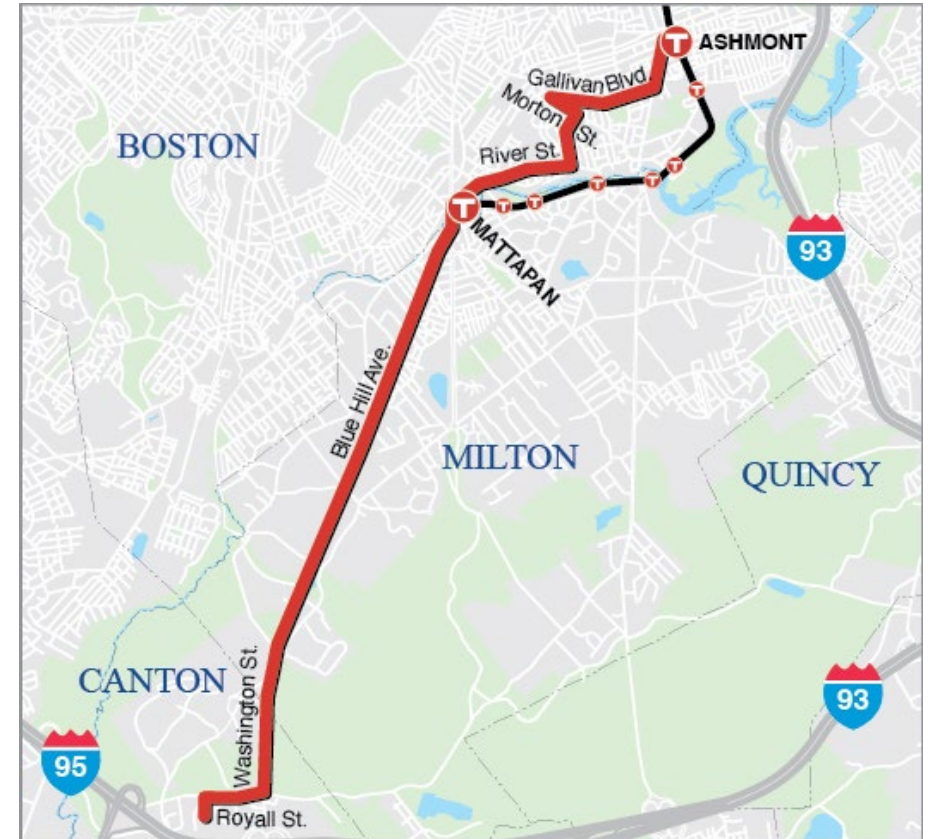 T ASHMONT
Gallivan Blvd.
T
Morton St.
BOSTON
River St.
T
T
T
T
T
T
T
MATTAPAN
93
Blue Hill Ave.
MILTON
QUINCY
CANTON
Washington St.
93
95
Royall St.